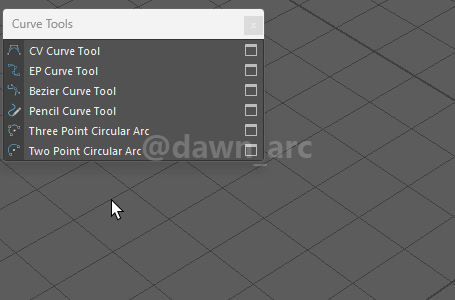 Curve Tools
CV Curve Tool
EP Curve Tool
Bezier Curve Tool
Pencil Curve Tool
Three Point Circular Arc
@dawn_arc
Two Point Circular Arc